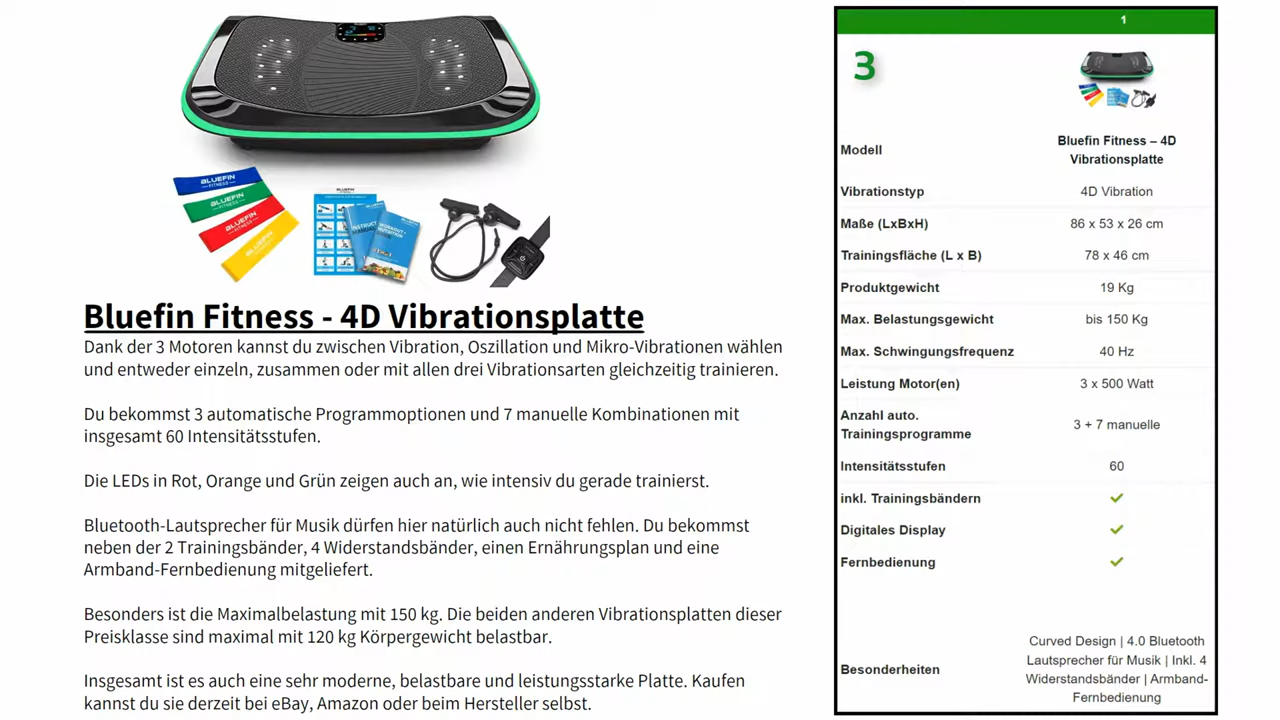 BLUEFIN
FITNESS
BLUEFIN
FITNESS
BLUEFIN
FITNESS
BLUEFIN
FITNESS
Bluefin Fitness - 4D Vibrationsplatte
Dank der 3 Motoren kannst du zwischen Vibration, Oszillation und Mikro-Vibrationen wählen
und entweder einzeln, zusammen oder mit allen drei Vibrationsarten gleichzeitig trainieren.
Du bekommst 3 automatische Programmoptionen und 7 manuelle Kombinationen mit
insgesamt 60 Intensitätsstufen.
Die LEDs in Rot, Orange und Grün zeigen auch an, wie intensiv du gerade trainierst.
Bluetooth-Lautsprecher für Musik dürfen hier natürlich auch nicht fehlen. Du bekommst
neben der 2 Trainingsbänder, 4 Widerstandsbänder, einen Ernährungsplan und eine
Armband-Fernbedienung mitgeliefert.
Besonders ist die Maximalbelastung mit 150 kg. Die beiden anderen Vibrationsplatten dieser
Preisklasse sind maximal mit 120 kg Körpergewicht belastbar.
Insgesamt ist es auch eine sehr moderne, belastbare und leistungsstarke Platte. Kaufen
kannst du sie derzeit bei eBay, Amazon oder beim Hersteller selbst.
1
3
Modell
Bluefin Fitness – 4D
Vibrationsplatte
Vibrationstyp
4D Vibration
Maße (LxBxH)
86 x 53 x 26 cm
Trainingsfläche (L x B)
78 x 46 cm
Produktgewicht
19 Kg
Max. Belastungsgewicht
bis 150 Kg
Max. Schwingungsfrequenz
40 Hz
Leistung Motor(en)
3 x 500 Watt
Anzahl auto.
Trainingsprogramme
3 + 7 manuelle
Intensitätsstufen
60
inkl. Trainingsbändern
Digitales Display
Fernbedienung
Besonderheiten
Curved Design | 4.0 Bluetooth
Lautsprecher für Musik | Inkl. 4
Widerstandsbänder | Armband-
Fernbedienung